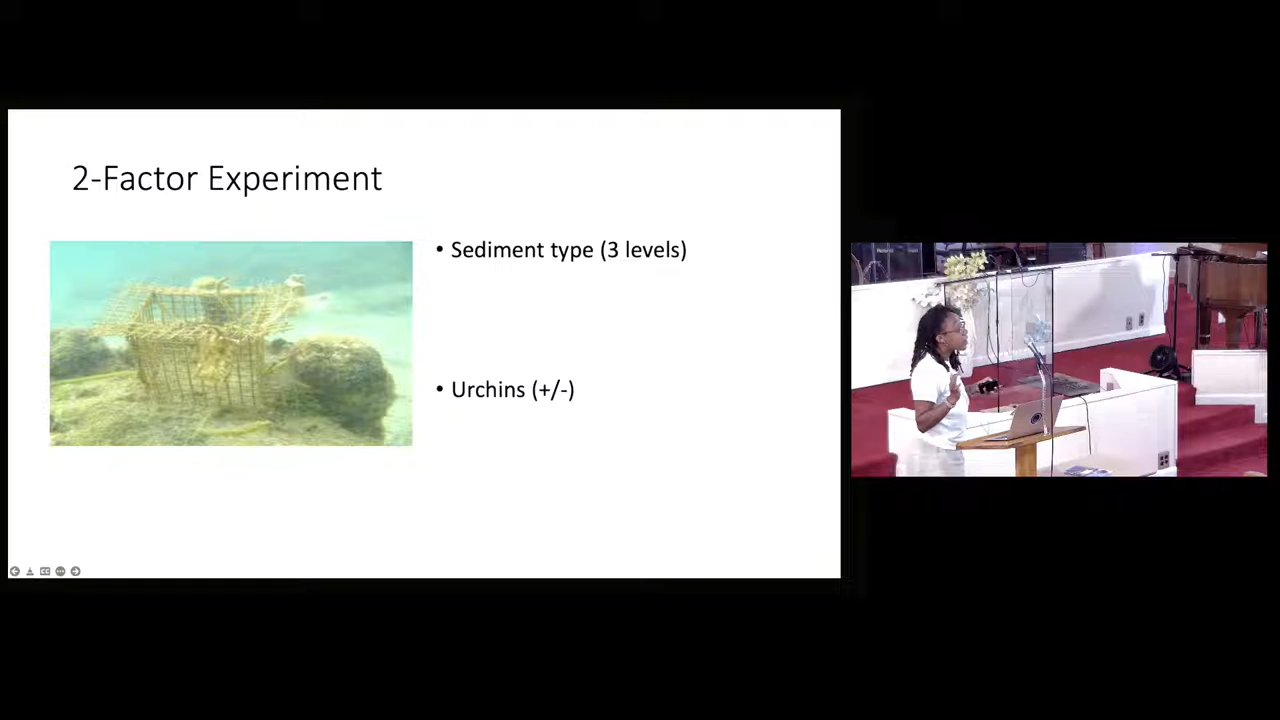 2-Factor Experiment
• Sediment type (3 levels)
• Urchins (+/-)